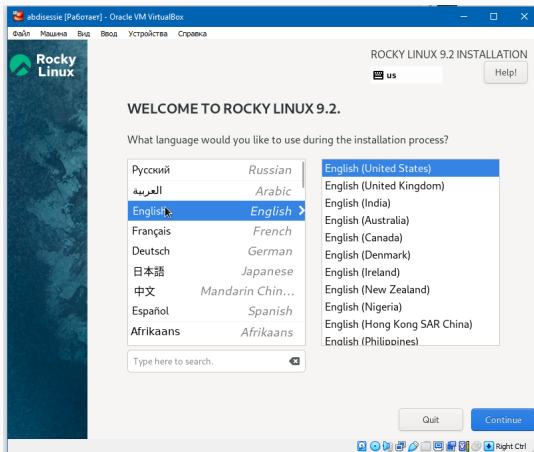 abdisessie [Работает] - Oracle VM VirtualBox
Файл Машина Вид Ввод Устройства Справка
Rocky
Linux
ROCKY LINUX 9.2 INSTALLATION
us
Help!
WELCOME TO ROCKY LINUX 9.2.
What language would you like to use during the installation process?
Русский Russian
العربية Arabic
English English
Français French
Deutsch German
日本語 Japanese
中文 Mandarin Chin...
Español Spanish
Afrikaans Afrikaans
English (United States)
English (United Kingdom)
English (India)
English (Australia)
English (Canada)
English (Denmark)
English (Ireland)
English (New Zealand)
English (Nigeria)
English (Hong Kong SAR China)
English (Philippines)
Type here to search.
Quit
Continue
Right Ctrl